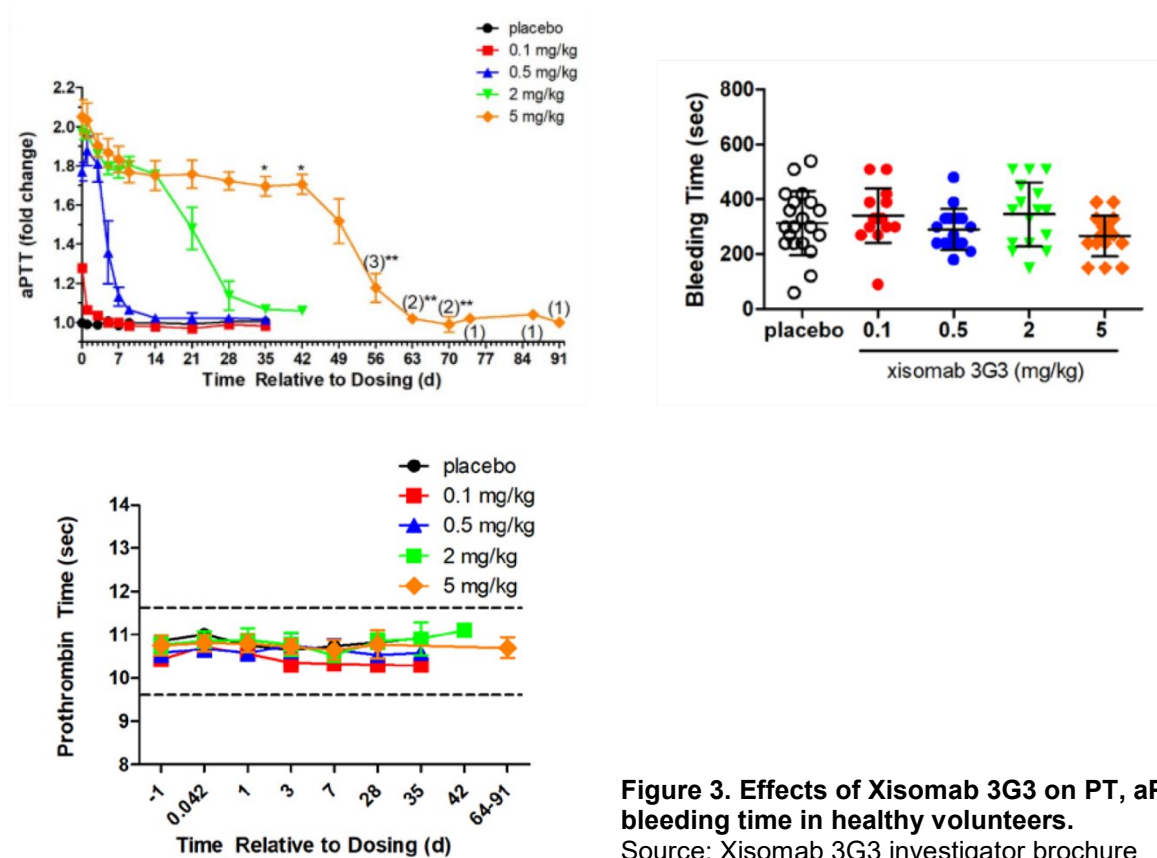 placebo
0.1 mg/kg
0.5 mg/kg
2 mg/kg
5 mg/kg
aPTT (fold change)
2.2
2.0
1.8
1.6
1.4
1.2
1.0
* *
(3)**
(2)** (2)** (1)
(1) (1)
0 7 14 21 28 35 42 49 56 63 70 77 84 91
Time Relative to Dosing (d)
Bleeding Time (sec)
800
600
400
200
0
placebo 0.1 0.5 2 5
xisomab 3G3 (mg/kg)
placebo
0.1 mg/kg
0.5 mg/kg
2 mg/kg
5 mg/kg
Prothrombin Time (sec)
14
13
12
11
10
9
8
-1 0.042 1 3 7 28 35 42 64-91
Time Relative to Dosing (d)
Figure 3. Effects of Xisomab 3G3 on PT, aP
bleeding time in healthy volunteers.
Source: Xisomab 3G3 investigator brochure